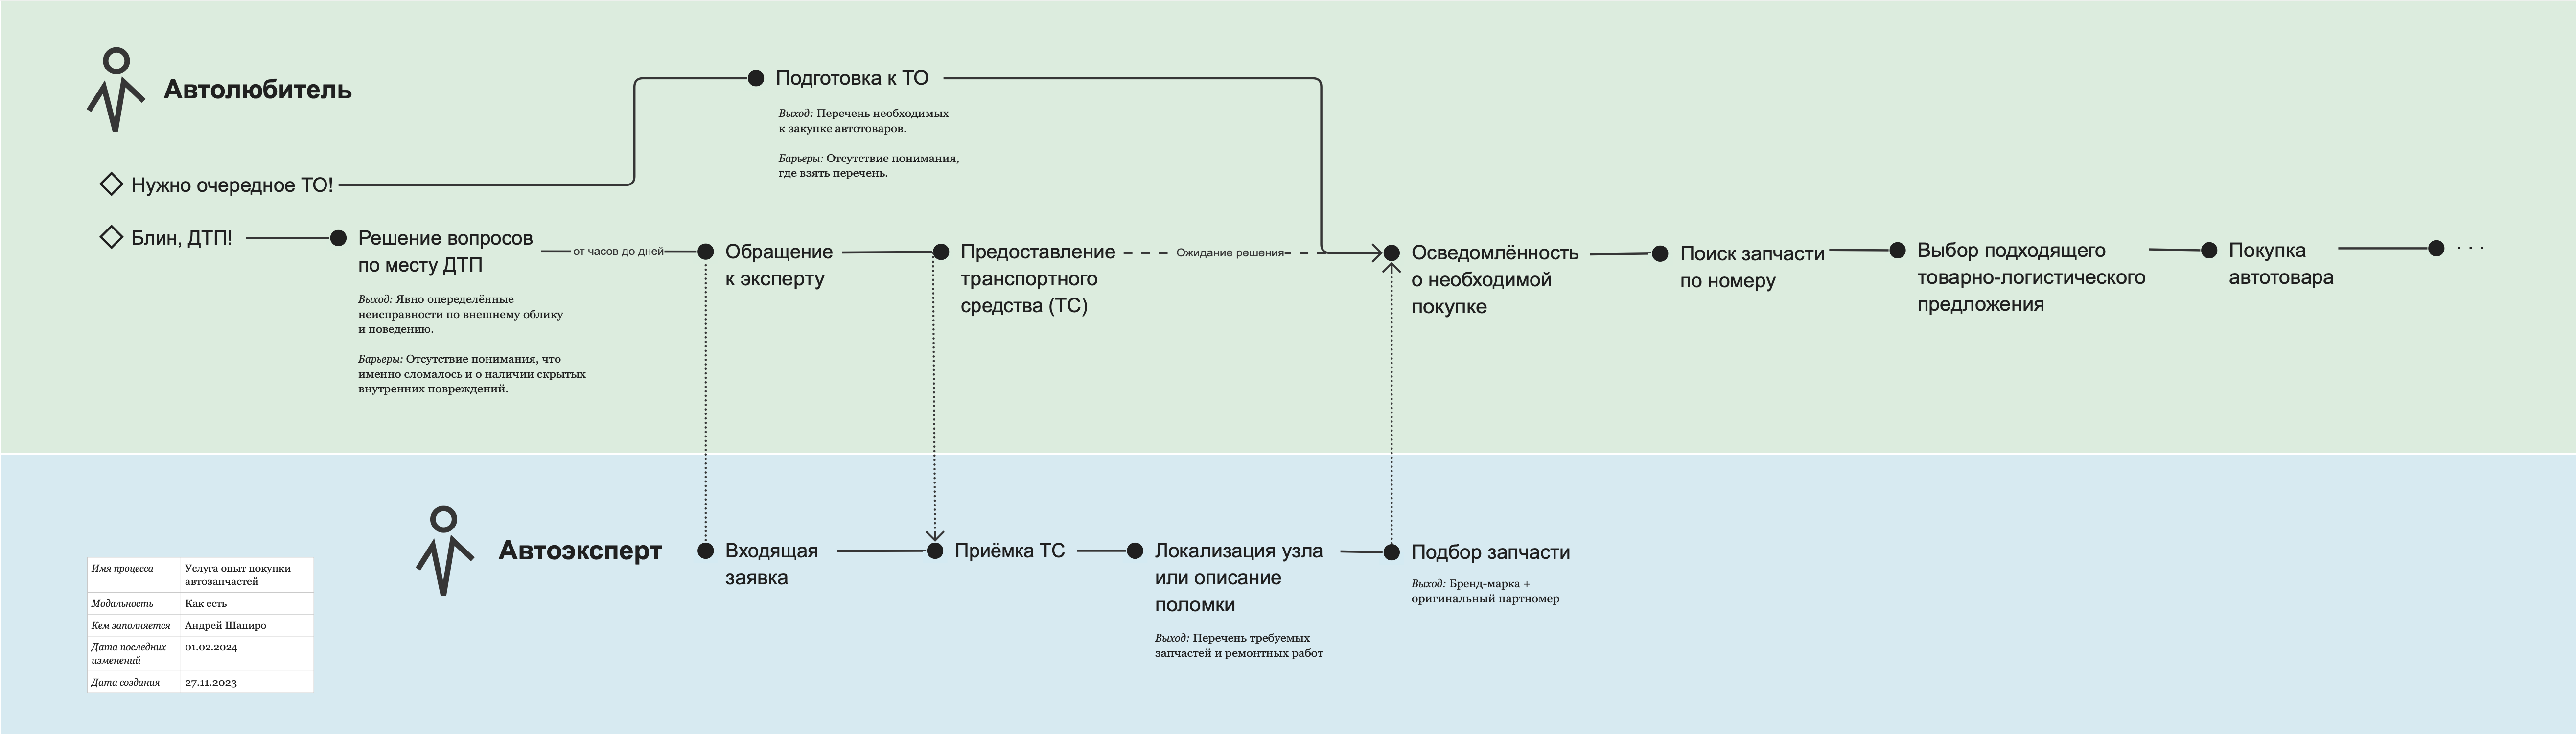 Автолюбитель
Нужно очередное ТО!
Подготовка к ТО
Выход: Перечень необходимых
к закупке автотоваров.
Барьеры: Отсутствие понимания,
где взять перечень.
Блин, ДТП!
Решение вопросов
по месту ДТП
Выход: Явно опеределённые
неисправности по внешнему облику
и поведению.
Барьеры: Отсутствие понимания, что
именно сломалось и о наличии скрытых
внутренних повреждений.
от часов до дней
Обращение
к эксперту
Предоставление
транспортного
средства (ТС)
Ожидание решения
Осведомлённость
о необходимой
покупке
Поиск запчасти
по номеру
Выбор подходящего
товарно-логистического
предложения
Покупка
автотовара
. . .
Автоэксперт
Входящая
заявка
Приёмка ТС
Локализация узла
или описание
поломки
Выход: Перечень требуемых
запчастей и ремонтных работ
Подбор запчасти
Выход: Бренд-марка +
оригинальный партномер
Имя процесса
Услуга опыт покупки
автозапчастей
Модальность
Как есть
Кем заполняется
Андрей Шапиро
Дата последних
изменений
01.02.2024
Дата создания
27.11.2023